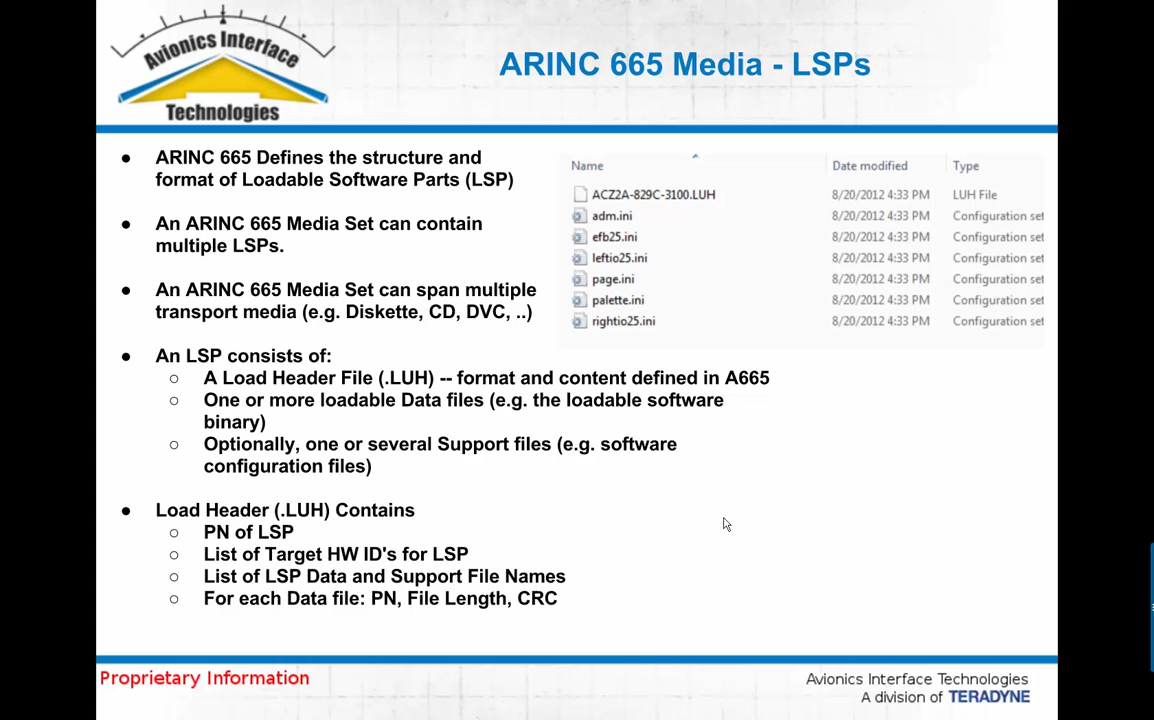 Avionics Interface
Technologies
ARINC 665 Media - LSPs
● ARINC 665 Defines the structure and
format of Loadable Software Parts (LSP)
● An ARINC 665 Media Set can contain
multiple LSPs.
● An ARINC 665 Media Set can span multiple
transport media (e.g. Diskette, CD, DVC, ..)
Name Date modified Type
ACZ2A-829C-3100.LUH 8/20/2012 4:33 PM LUH File
adm.ini 8/20/2012 4:33 PM Configuration set
efb25.ini 8/20/2012 4:33 PM Configuration set
leftio25.ini 8/20/2012 4:33 PM Configuration set
page.ini 8/20/2012 4:33 PM Configuration set
palette.ini 8/20/2012 4:33 PM Configuration set
rightio25.ini 8/20/2012 4:33 PM Configuration set
● An LSP consists of:
○ A Load Header File (.LUH) -- format and content defined in A665
○ One or more loadable Data files (e.g. the loadable software
binary)
○ Optionally, one or several Support files (e.g. software
configuration files)
● Load Header (.LUH) Contains
○ PN of LSP
○ List of Target HW ID's for LSP
○ List of LSP Data and Support File Names
○ For each Data file: PN, File Length, CRC
Proprietary Information
Avionics Interface Technologies
A division of TERADYNE